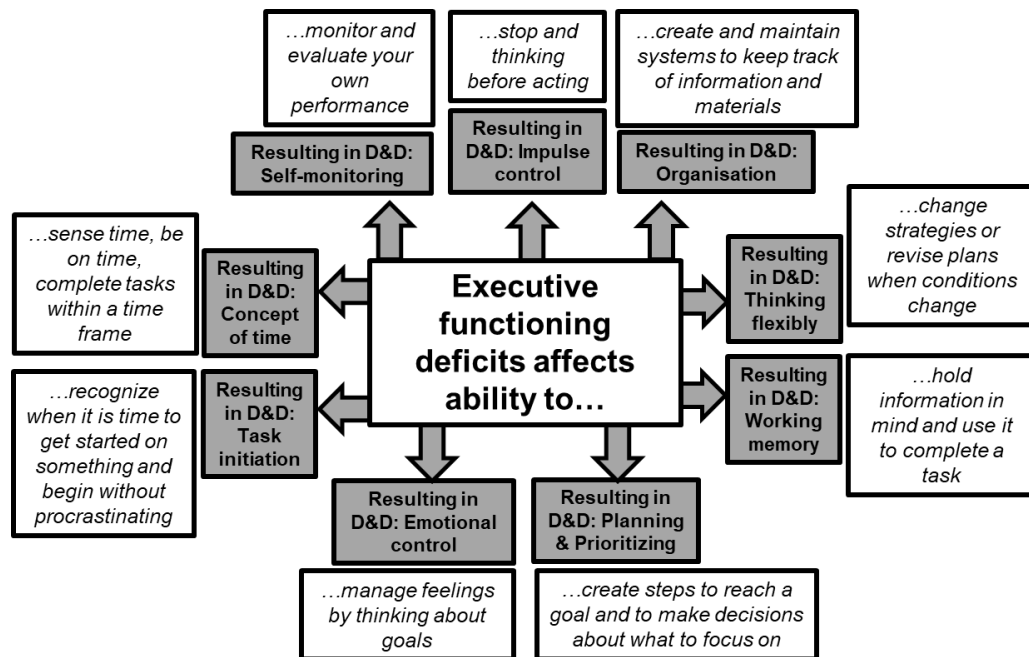 …monitor and
evaluate your
own
performance
…stop and
thinking
before acting
…create and maintain
systems to keep track
of information and
materials
Resulting in D&D:
Self-monitoring
Resulting in
D&D: Impulse
control
Resulting in D&D:
Organisation
…sense time, be
on time,
complete tasks
within a time
frame
Resulting
in D&D:
Concept
of time
Executive
functioning
deficits affects
ability to…
Resulting
in D&D:
Thinking
flexibly
…change
strategies or
revise plans
when conditions
change
…recognize
when it is time to
get started on
something and
begin without
procrastinating
Resulting
in D&D:
Task
initiation
Resulting
in D&D:
Working
memory
…hold
information in
mind and use it
to complete a
task
Resulting in
D&D: Emotional
control
Resulting in
D&D: Planning
& Prioritizing
…manage feelings
by thinking about
goals
…create steps to reach a
goal and to make decisions
about what to focus on